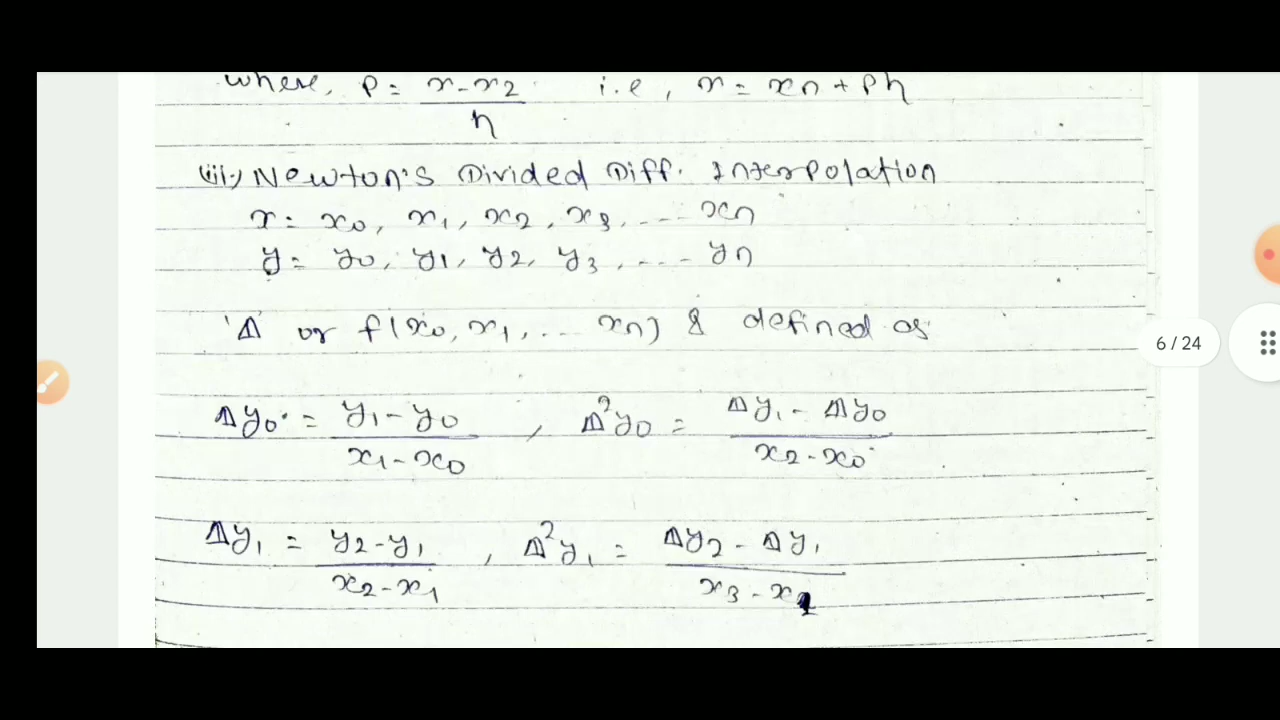 where, P = x - x2 / h i.e, x = xn + Ph
(iii) Newton's Divided Diff. Interpolation
x = x0, x1, x2, x3, .... xn
y = y0, y1, y2, y3, .... yn
'Δ' or f(x0, x1, .... xn) & defined as
Δy0 = y1 - y0 / x1 - x0 , Δ²y0 = Δy1 - Δy0 / x2 - x0
6 / 24
Δy1 = y2 - y1 / x2 - x1 , Δ²y1 = Δy2 - Δy1 / x3 - x1